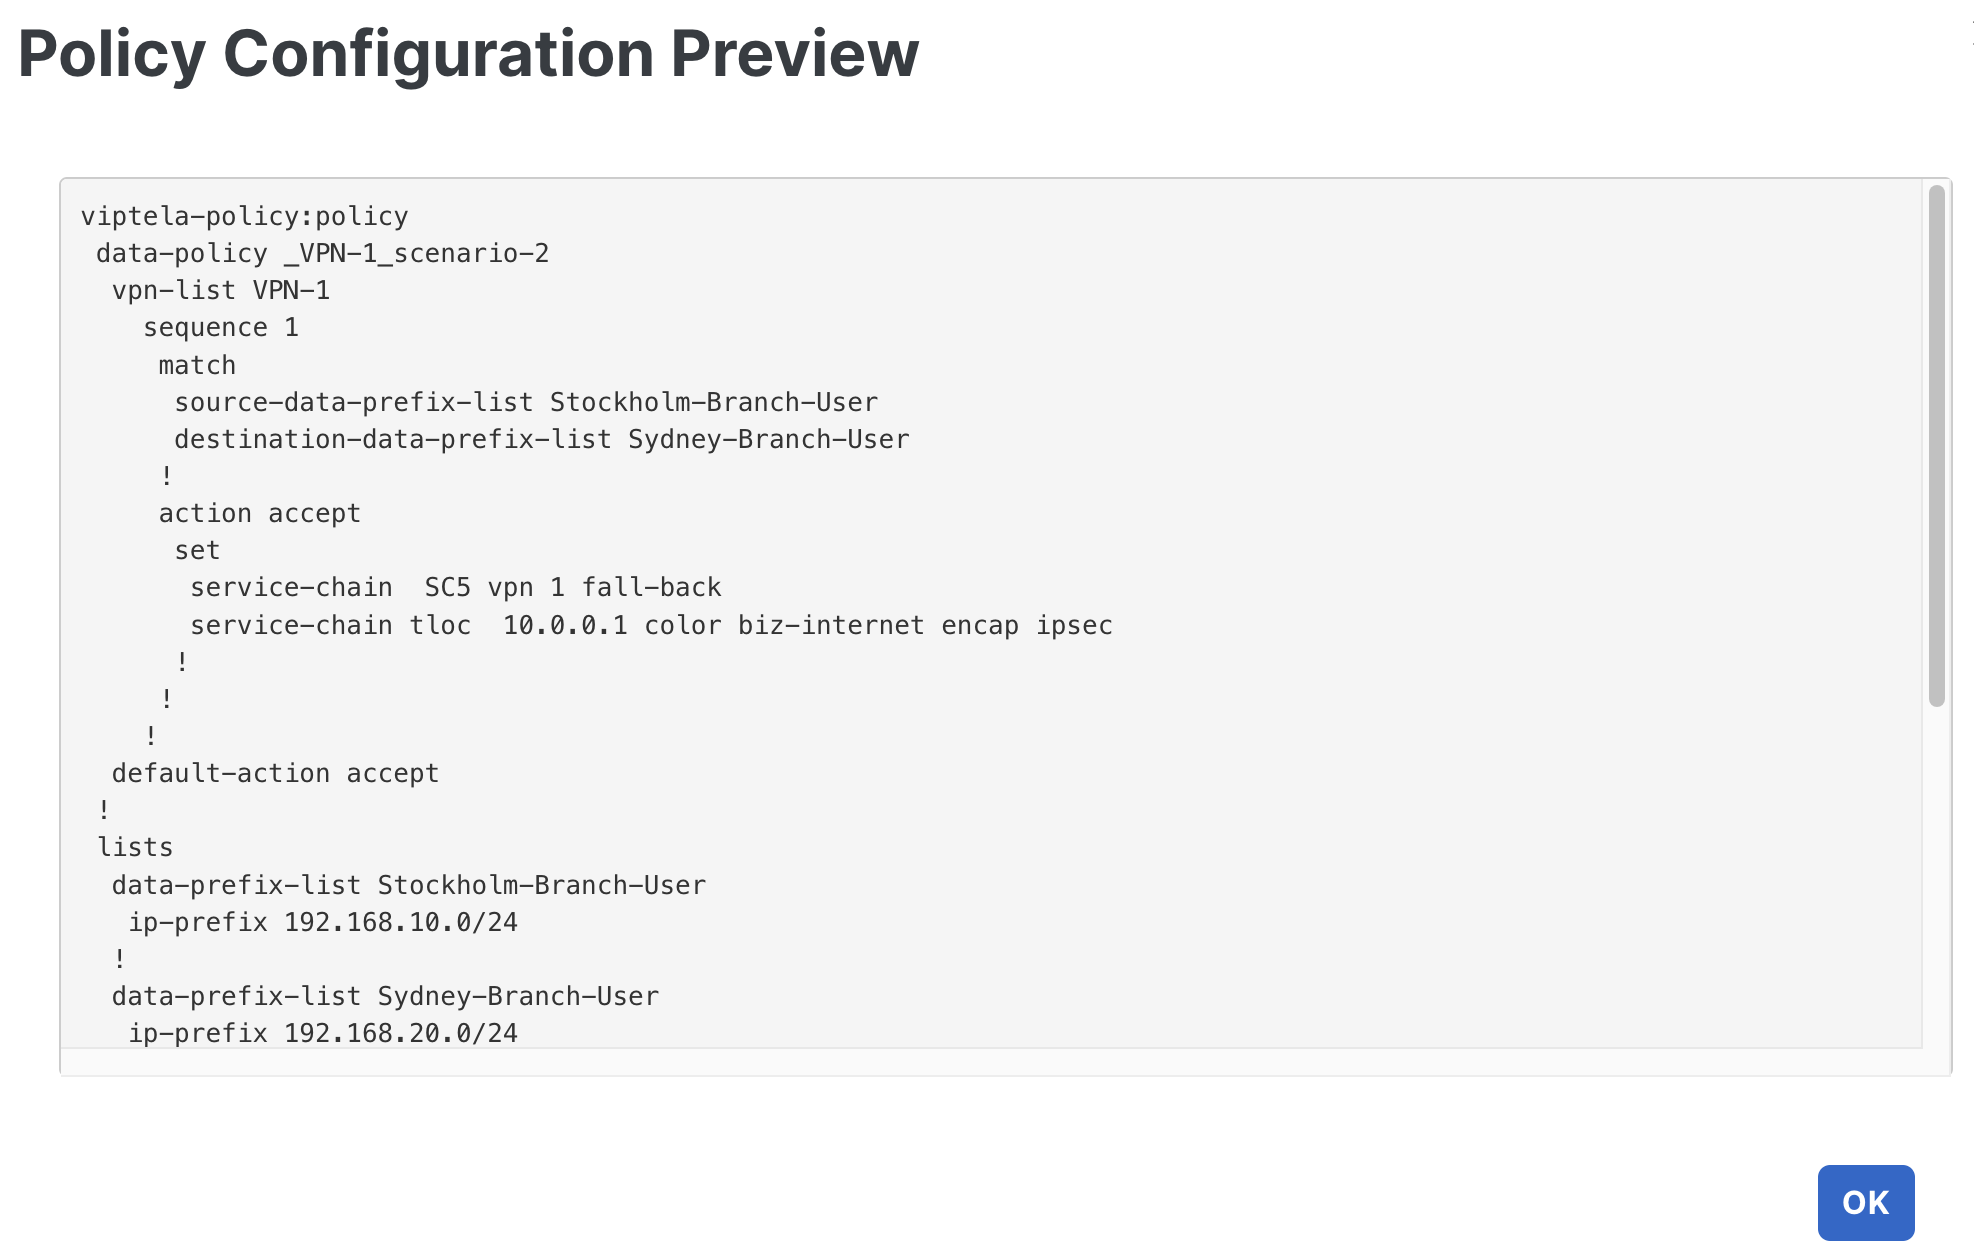 Policy Configuration Preview
viptela-policy:policy
 data-policy _VPN-1_scenario-2
  vpn-list VPN-1
    sequence 1
     match
      source-data-prefix-list Stockholm-Branch-User
      destination-data-prefix-list Sydney-Branch-User
     !
     action accept
      set
       service-chain  SC5 vpn 1 fall-back
       service-chain tloc  10.0.0.1 color biz-internet encap ipsec
      !
     !
    !
  default-action accept
 !
 lists
  data-prefix-list Stockholm-Branch-User
   ip-prefix 192.168.10.0/24
  !
  data-prefix-list Sydney-Branch-User
   ip-prefix 192.168.20.0/24
OK